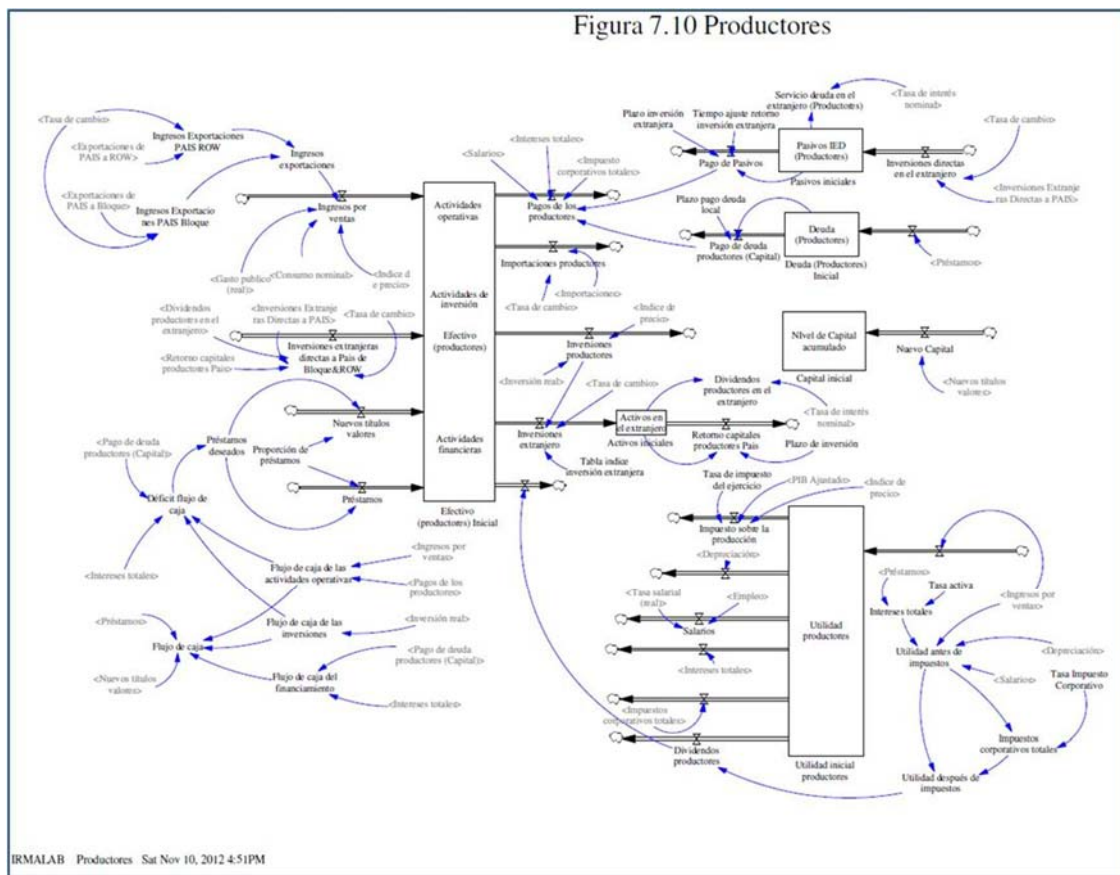 Figura 7.10 Productores
<Tasa de cambio>
Ingresos Exportaciones
PAIS ROW
<Exportaciones de
PAIS a ROW>
Ingresos
exportaciones
<Exportaciones de
PAIS a Bloque>
Ingresos Exportacio
nes PAIS Bloque
Ingresos por
ventas
<Gasto publico
(real)>
<Consumo nominal>
<Indice d
e precio>
<Dividendos
productores en el
extranjero>
<Inversiones Extranje
ras Directas a PAIS>
<Tasa de cambio>
<Retorno capitales
productores Pais>
Inversiones extranjeras
directas a Pais de
Bloque&ROW
Nuevos títulos
valores
<Pago de deuda
productores (Capital)>
Préstamos
deseados
Proporción de
préstamos
Préstamos
Déficit flujo de
caja
<Intereses totales>
Flujo de caja de las
actividades operativas
<Ingresos por
ventas>
<Pagos de los
productores>
<Préstamos>
Flujo de caja
Flujo de caja de las
inversiones
<Inversión real>
<Nuevos títulos
valores>
Flujo de caja del
financiamiento
<Pago de deuda
productores (Capital)>
<Intereses totales>
Actividades
operativas
Actividades de
inversión
Efectivo
(productores)
Actividades
financieras
Efectivo
(productores) Inicial
<Salarios>
<Intereses totales>
<Impuesto
corporativos totales>
Pagos de los
productores
Importaciones productores
<Tasa de cambio>
<Importaciones>
Inversiones
productores
<Indice de
precio>
<Inversión real>
<Tasa de cambio>
Inversiones
extranjero
Tabla indice
inversión extranjera
Activos en
el extranjero
Activos iniciales
Dividendos
productores en el
extranjero
<Tasa de interés
nominal>
Retorno capitales
productores Pais
Plazo de inversión
Plazo inversión
extranjera
Tiempo ajuste retorno
inversión extranjera
Servicio deuda en el
extranjero (Productores)
<Tasa de interés
nominal>
Pago de Pasivos
Pasivos IED
(Productores)
Pasivos iniciales
Inversiones directas
en el extranjero
<Tasa de cambio>
<Inversiones Extranje
ras Directas a PAIS>
Plazo pago deuda
local
Pago de deuda
productores (Capital)
Deuda
(Productores)
Deuda (Productores)
Inicial
<Préstamos>
NIvel de Capital
acumulado
Capital inicial
Nuevo Capital
<Nuevos títulos
valores>
Tasa de impuesto
del ejercicio
<PIB Ajustado>
<Indice de
precio>
Impuesto sobre la
producción
<Depreciación>
<Tasa salarial
(real)>
<Empleo>
Salarios
<Intereses totales>
<Impuestos
corporativos totales>
Dividendos
productores
Utilidad
productores
Utilidad inicial
productores
<Préstamos>
Tasa activa
Intereses totales
<Ingresos por
ventas>
Utilidad antes de
impuestos
<Depreciación>
<Salarios>
Tasa Impuesto
Corporativo
Impuestos
corporativos totales
Utilidad después de
impuestos
IRMALAB Productores Sat Nov 10, 2012 4:51PM